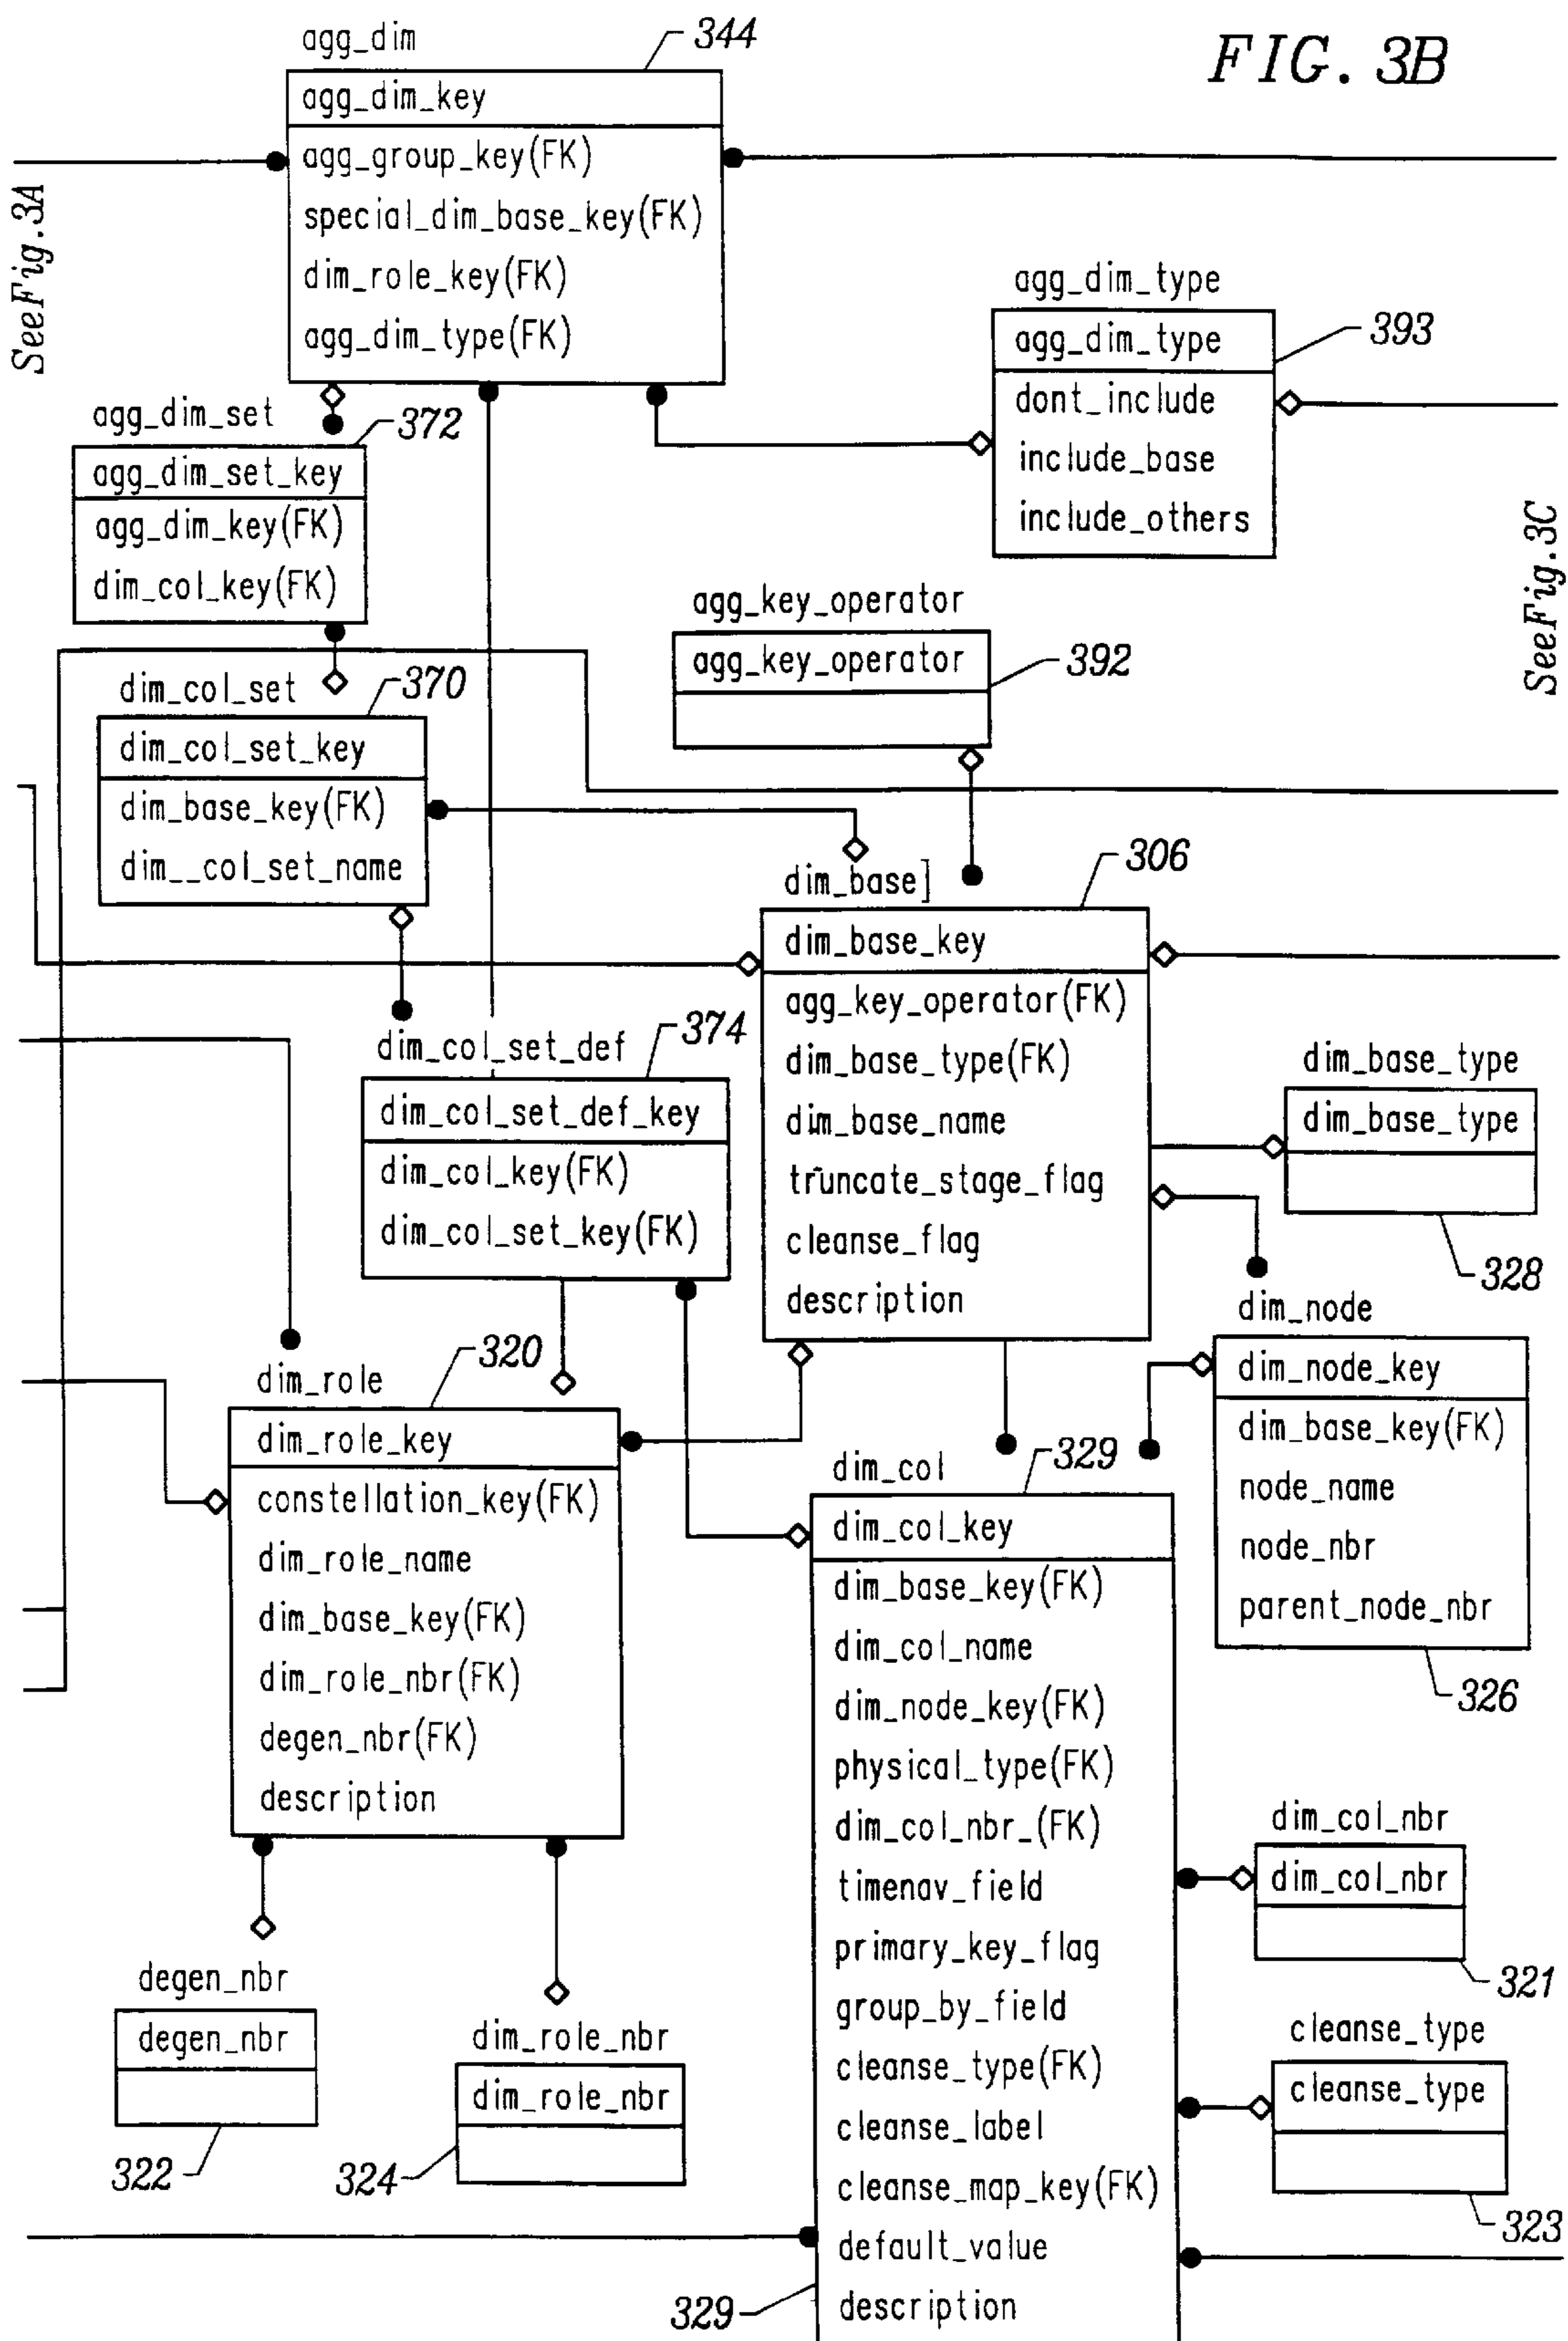 FIG. 3B
See Fig. 3A
See Fig. 3C
agg_dim
344
agg_dim_key
agg_group_key(FK)
special_dim_base_key(FK)
dim_role_key(FK)
agg_dim_type(FK)
agg_dim_type
393
agg_dim_type
dont_include
include_base
include_others
agg_dim_set
372
agg_dim_set_key
agg_dim_key(FK)
dim_col_key(FK)
agg_key_operator
agg_key_operator
392
dim_col_set
370
dim_col_set_key
dim_base_key(FK)
dim__col_set_name
dim_base]
306
dim_base_key
agg_key_operator(FK)
dim_base_type(FK)
dim_base_name
truncate_stage_flag
cleanse_flag
description
dim_col_set_def
374
dim_col_set_def_key
dim_col_key(FK)
dim_col_set_key(FK)
dim_base_type
dim_base_type
328
dim_node
dim_node_key
dim_base_key(FK)
node_name
node_nbr
parent_node_nbr
326
dim_role
320
dim_role_key
constellation_key(FK)
dim_role_name
dim_base_key(FK)
dim_role_nbr(FK)
degen_nbr(FK)
description
dim_col
329
dim_col_key
dim_base_key(FK)
dim_col_name
dim_node_key(FK)
physical_type(FK)
dim_col_nbr_(FK)
timenav_field
primary_key_flag
group_by_field
cleanse_type(FK)
cleanse_label
cleanse_map_key(FK)
default_value
description
329
dim_col_nbr
dim_col_nbr
321
cleanse_type
cleanse_type
323
degen_nbr
degen_nbr
322
dim_role_nbr
dim_role_nbr
324